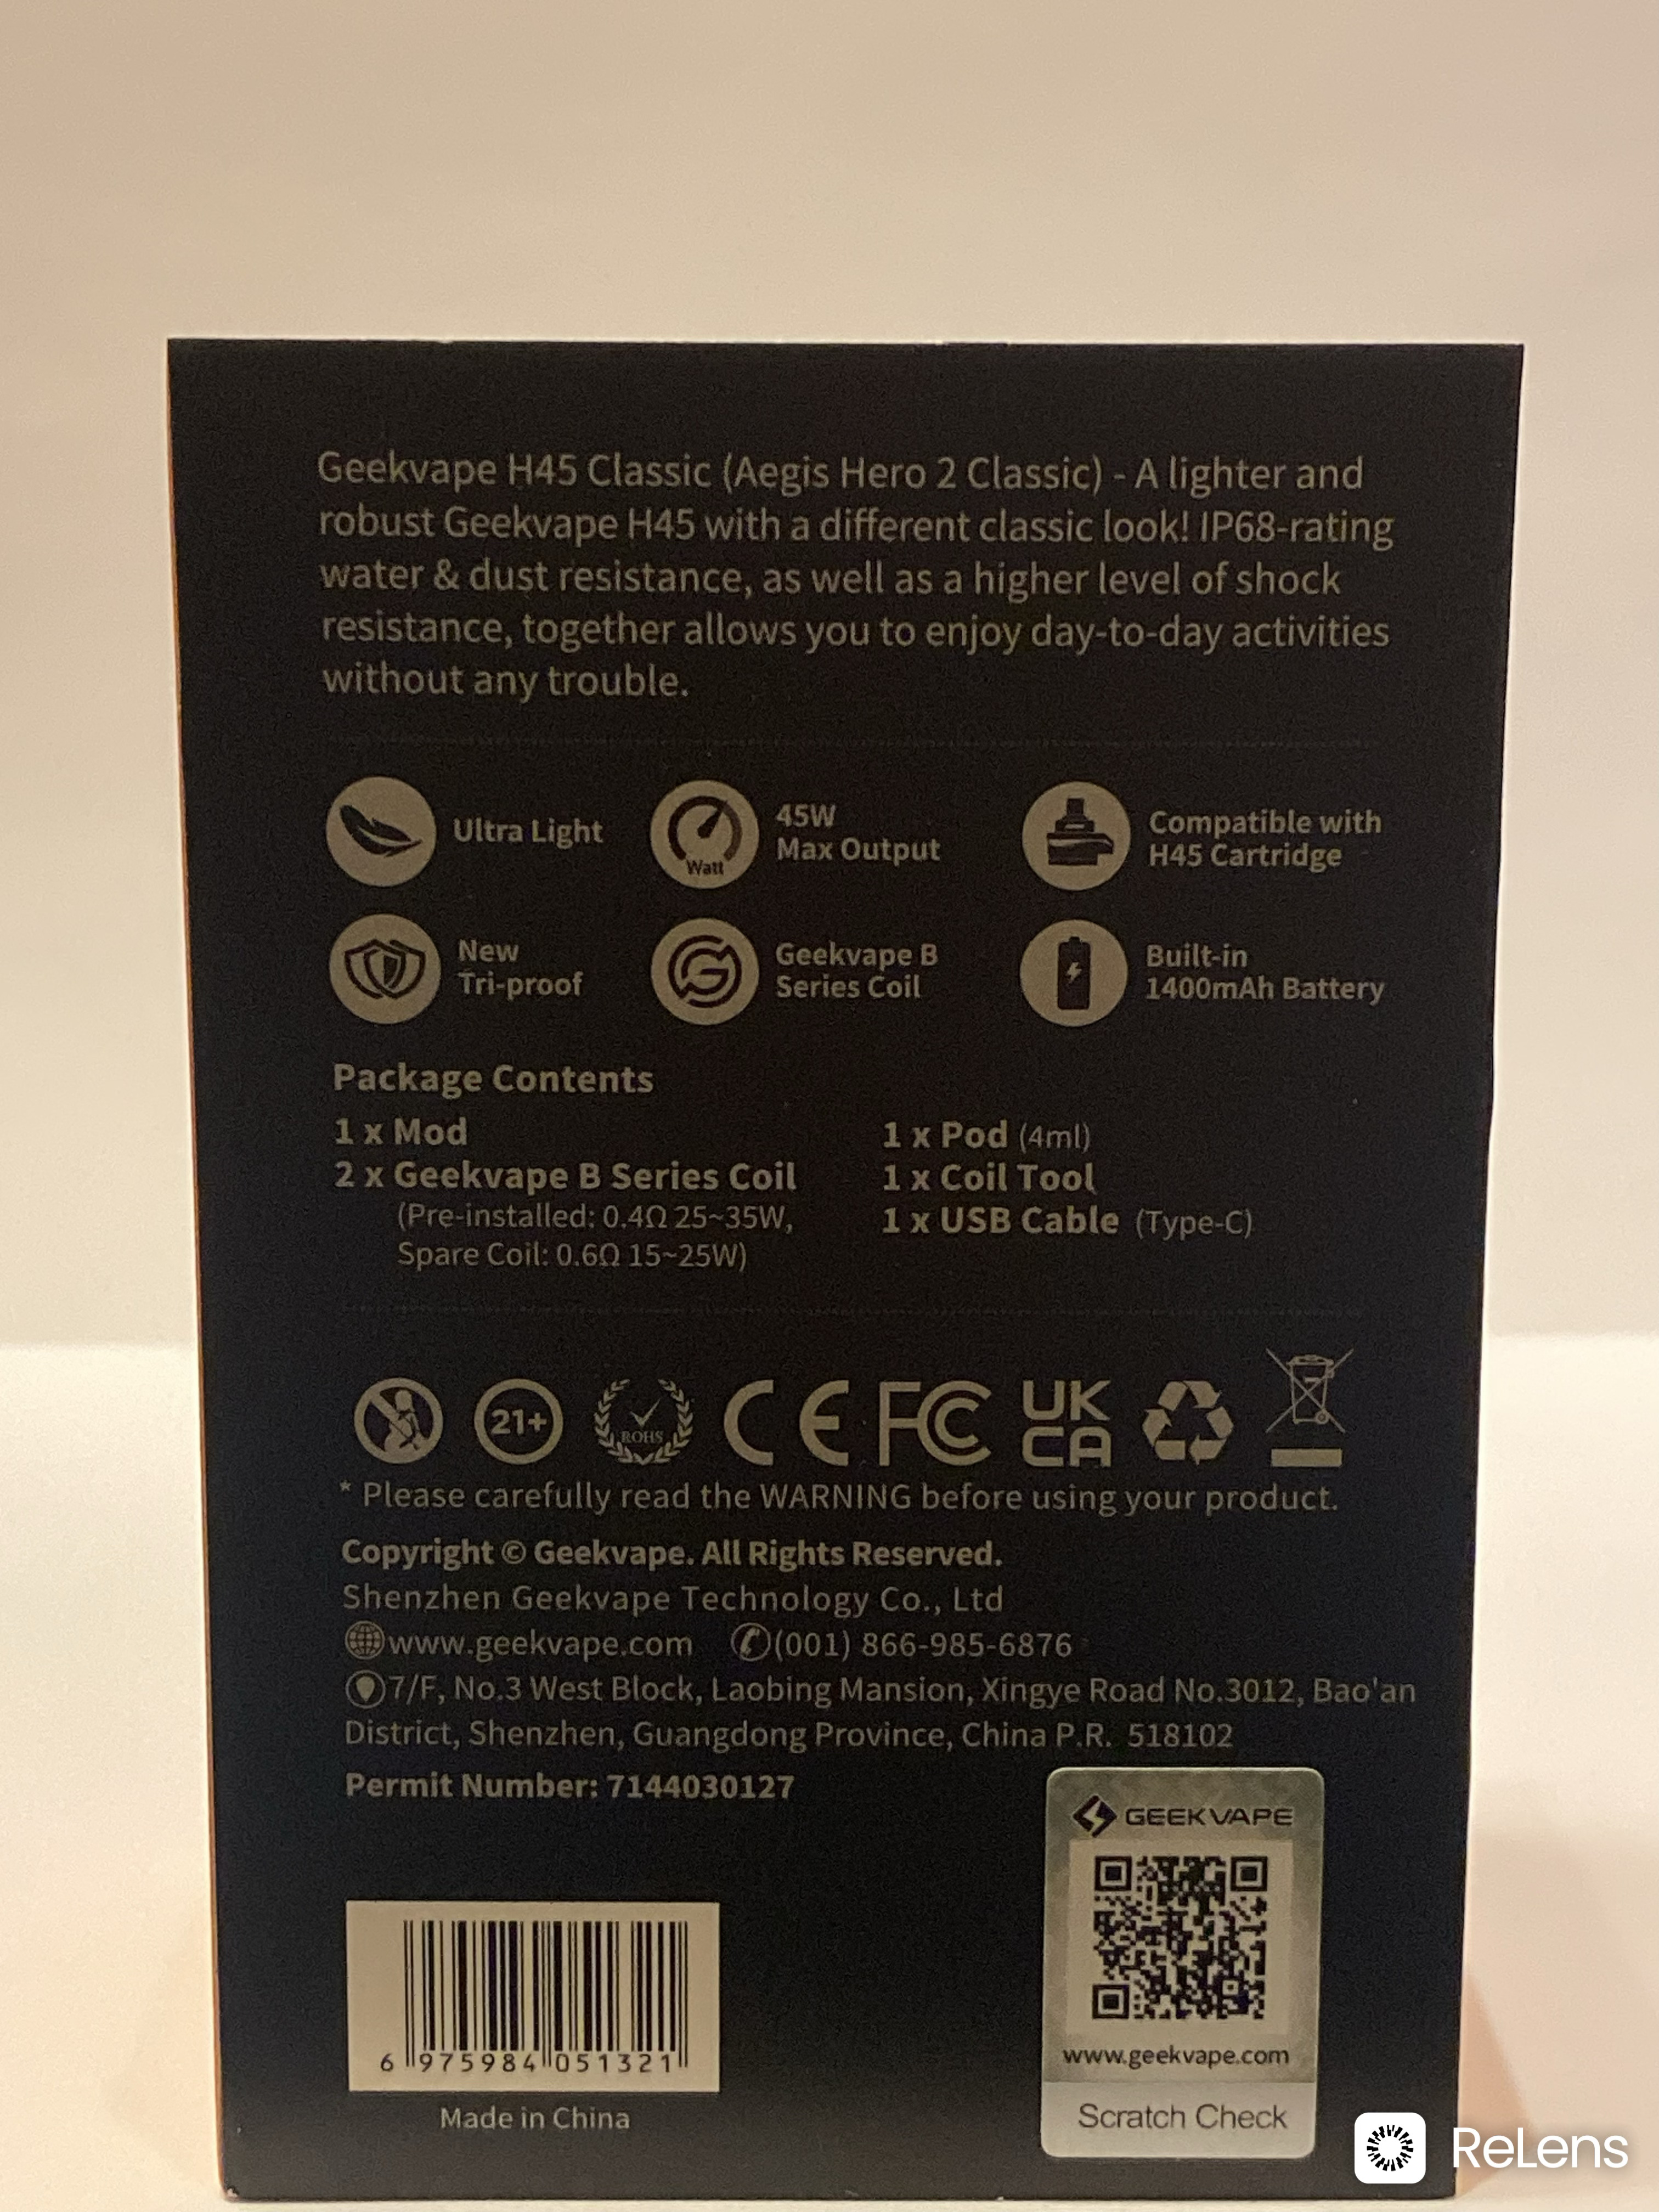 Geekvape H45 Classic (Aegis Hero 2 Classic) - A lighter and
robust Geekvape H45 with a different classic look! IP68-rating
water & dust resistance, as well as a higher level of shock
resistance, together allows you to enjoy day-to-day activities
without any trouble.
Ultra Light
Watt
45W
Max Output
Compatible with
H45 Cartridge
New
Tri-proof
Geekvape B
Series Coil
Built-in
1400mAh Battery
Package Contents
1 x Mod
2 x Geekvape B Series Coil
(Pre-installed: 0.4Ω 25~35W,
Spare Coil: 0.6Ω 15~25W)
1 x Pod (4ml)
1 x Coil Tool
1 x USB Cable (Type-C)
21+
ROHS
CE
FC
UK
CA
* Please carefully read the WARNING before using your product.
Copyright © Geekvape. All Rights Reserved.
Shenzhen Geekvape Technology Co., Ltd
www.geekvape.com (001) 866-985-6876
7/F, No.3 West Block, Laobing Mansion, Xingye Road No.3012, Bao'an
District, Shenzhen, Guangdong Province, China P.R. 518102
Permit Number: 7144030127
6 975984 051321
Made in China
GEEKVAPE
www.geekvape.com
Scratch Check
ReLens